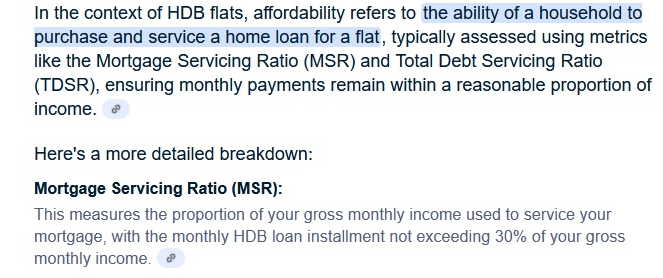 In the context of HDB flats, affordability refers to the ability of a household to
purchase and service a home loan for a flat, typically assessed using metrics
like the Mortgage Servicing Ratio (MSR) and Total Debt Servicing Ratio
(TDSR), ensuring monthly payments remain within a reasonable proportion of
income.
Here's a more detailed breakdown:
Mortgage Servicing Ratio (MSR):
This measures the proportion of your gross monthly income used to service your
mortgage, with the monthly HDB loan installment not exceeding 30% of your gross
monthly income.